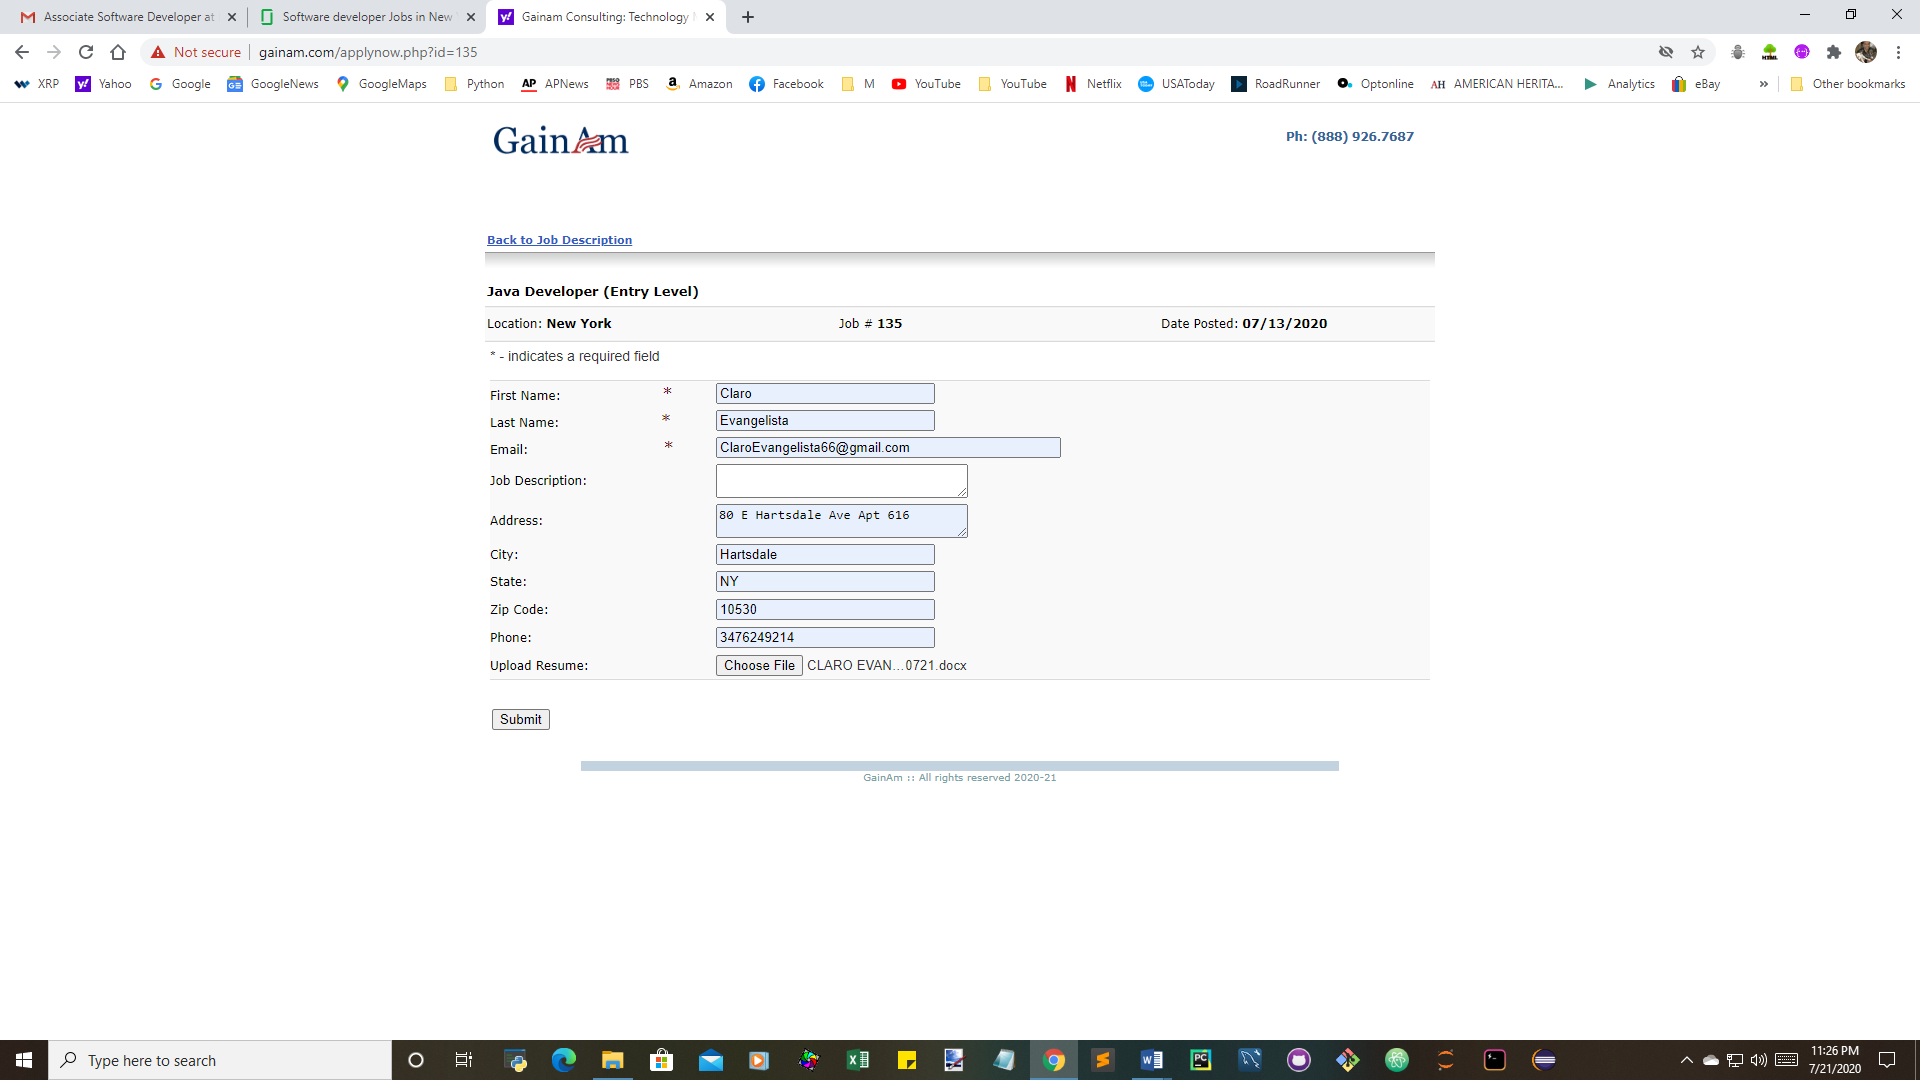 Associate Software Developer at
Software developer Jobs in New
Gainam Consulting: Technology
Not secure
gainam.com/applynow.php?id=135
XRP
Yahoo
Google
GoogleNews
GoogleMaps
Python
AP APNews
PBS
Amazon
Facebook
M
YouTube
YouTube
Netflix
USAToday
RoadRunner
Optonline
AH AMERICAN HERITA...
Analytics
eBay
»
Other bookmarks
GainAm
Ph: (888) 926.7687
Back to Job Description
Java Developer (Entry Level)
Location: New York
Job # 135
Date Posted: 07/13/2020
* - indicates a required field
First Name: * Claro
Last Name: * Evangelista
Email: * ClaroEvangelista66@gmail.com
Job Description:
Address: 80 E Hartsdale Ave Apt 616
City: Hartsdale
State: NY
Zip Code: 10530
Phone: 3476249214
Upload Resume: Choose File CLARO EVAN...0721.docx
Submit
GainAm :: All rights reserved 2020-21
Type here to search
11:26 PM
7/21/2020